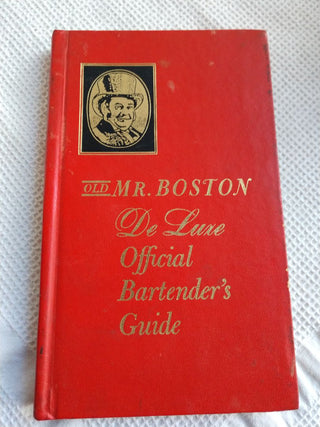 OLD MR. BOSTON
De Luxe
Official
Bartender's
Guide